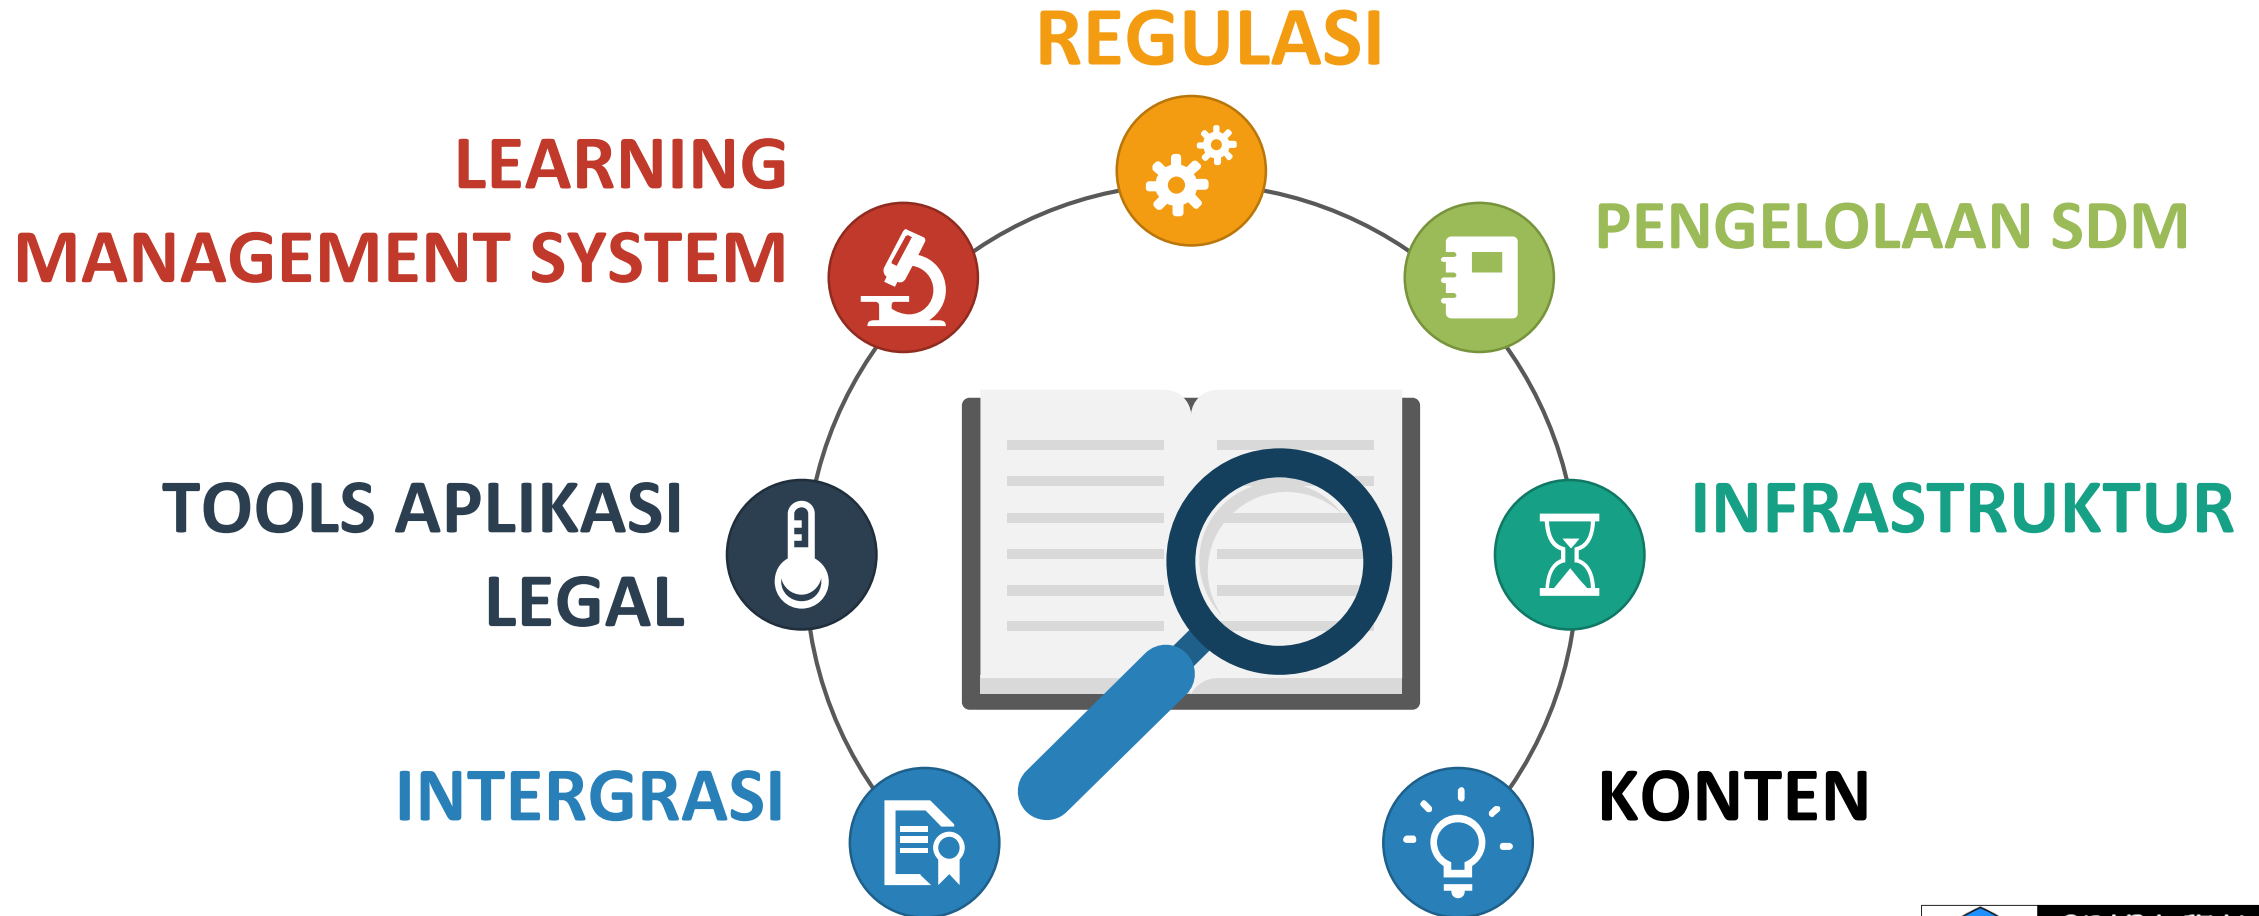 REGULASI
LEARNING
MANAGEMENT SYSTEM
PENGELOLAAN SDM
TOOLS APLIKASI
LEGAL
INFRASTRUKTUR
INTERGRASI
KONTEN